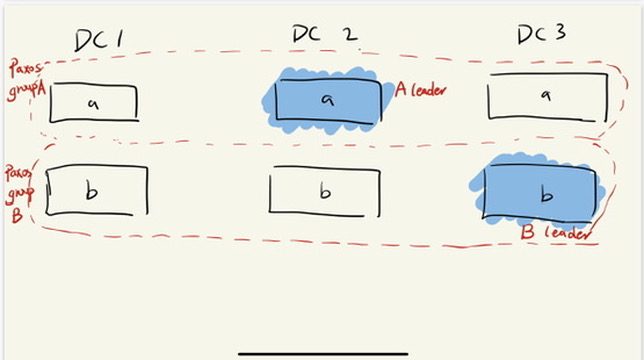 DC 1
DC 2
DC 3
Paxos
group A
a
a
A leader
a
Paxos
group
B
b
b
b
B leader